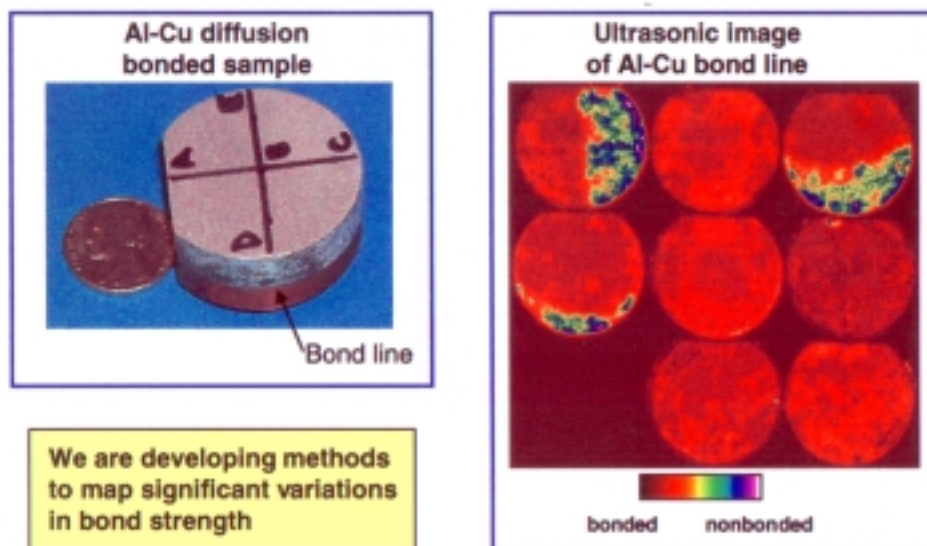 Al-Cu diffusion
bonded sample
A
B
C
D
Bond line
We are developing methods
to map significant variations
in bond strength
Ultrasonic image
of Al-Cu bond line
bonded nonbonded